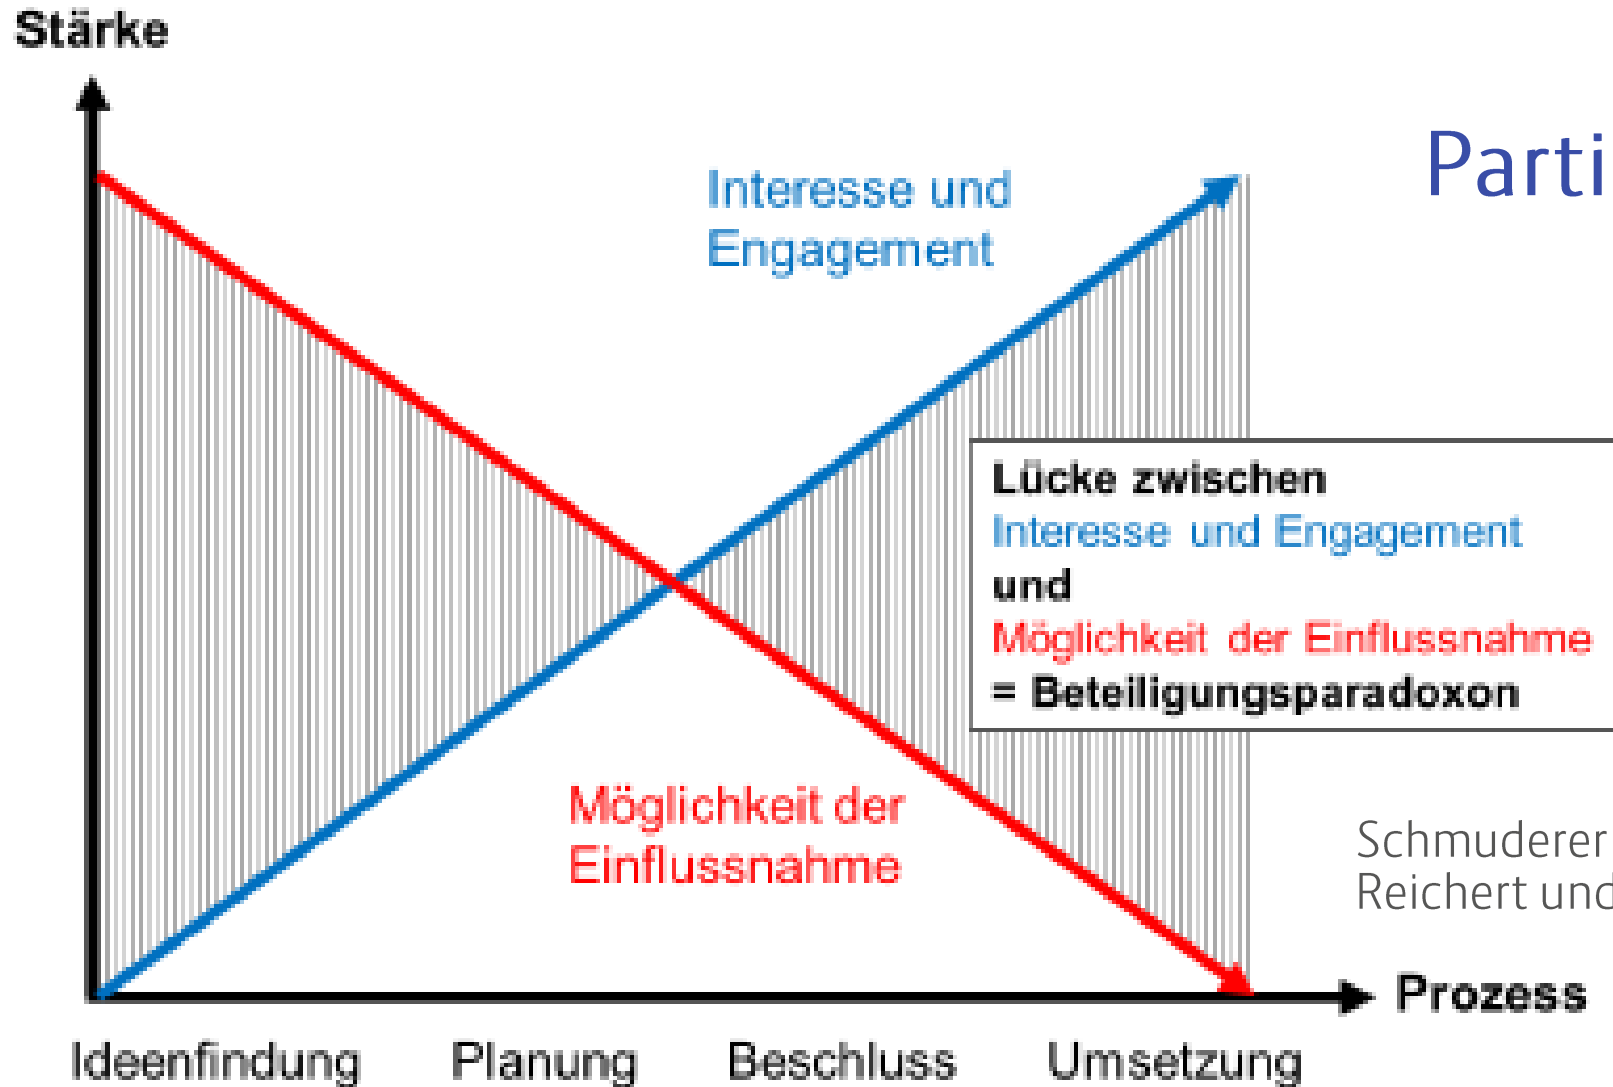 Stärke
Parti
Interesse und
Engagement
Lücke zwischen
Interesse und Engagement
und
Möglichkeit der Einflussnahme
= Beteiligungsparadoxon
Möglichkeit der
Einflussnahme
Schmuderer
Reichert und
Prozess
Ideenfindung Planung Beschluss Umsetzung